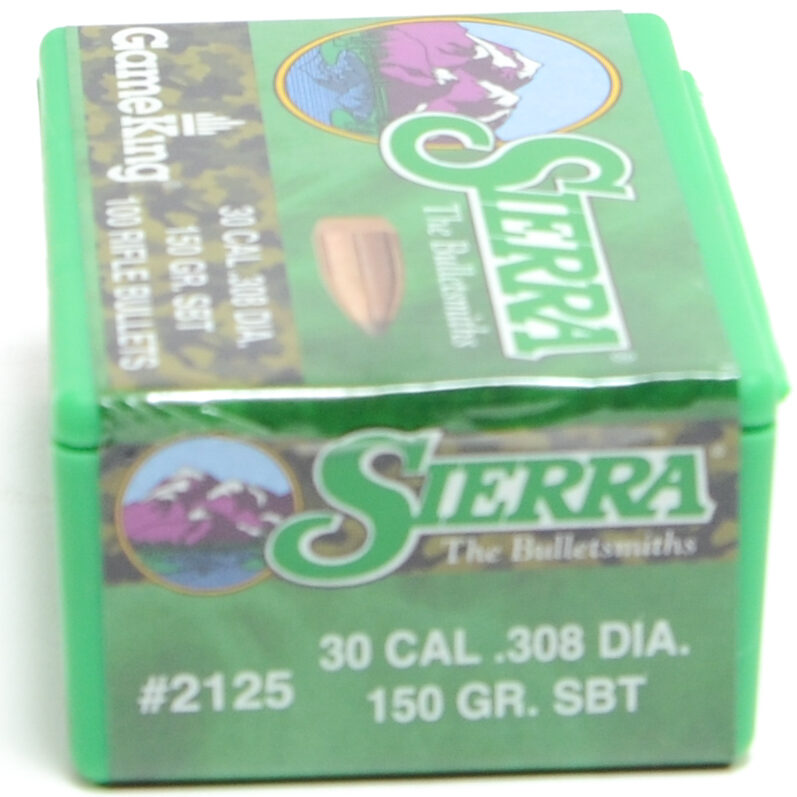 GameKing®
30 CAL .308 DIA.
150 GR. SBT
100 RIFLE BULLETS
SIERRA®
The Bulletsmiths
SIERRA®
The Bulletsmiths
#2125
30 CAL .308 DIA.
150 GR. SBT